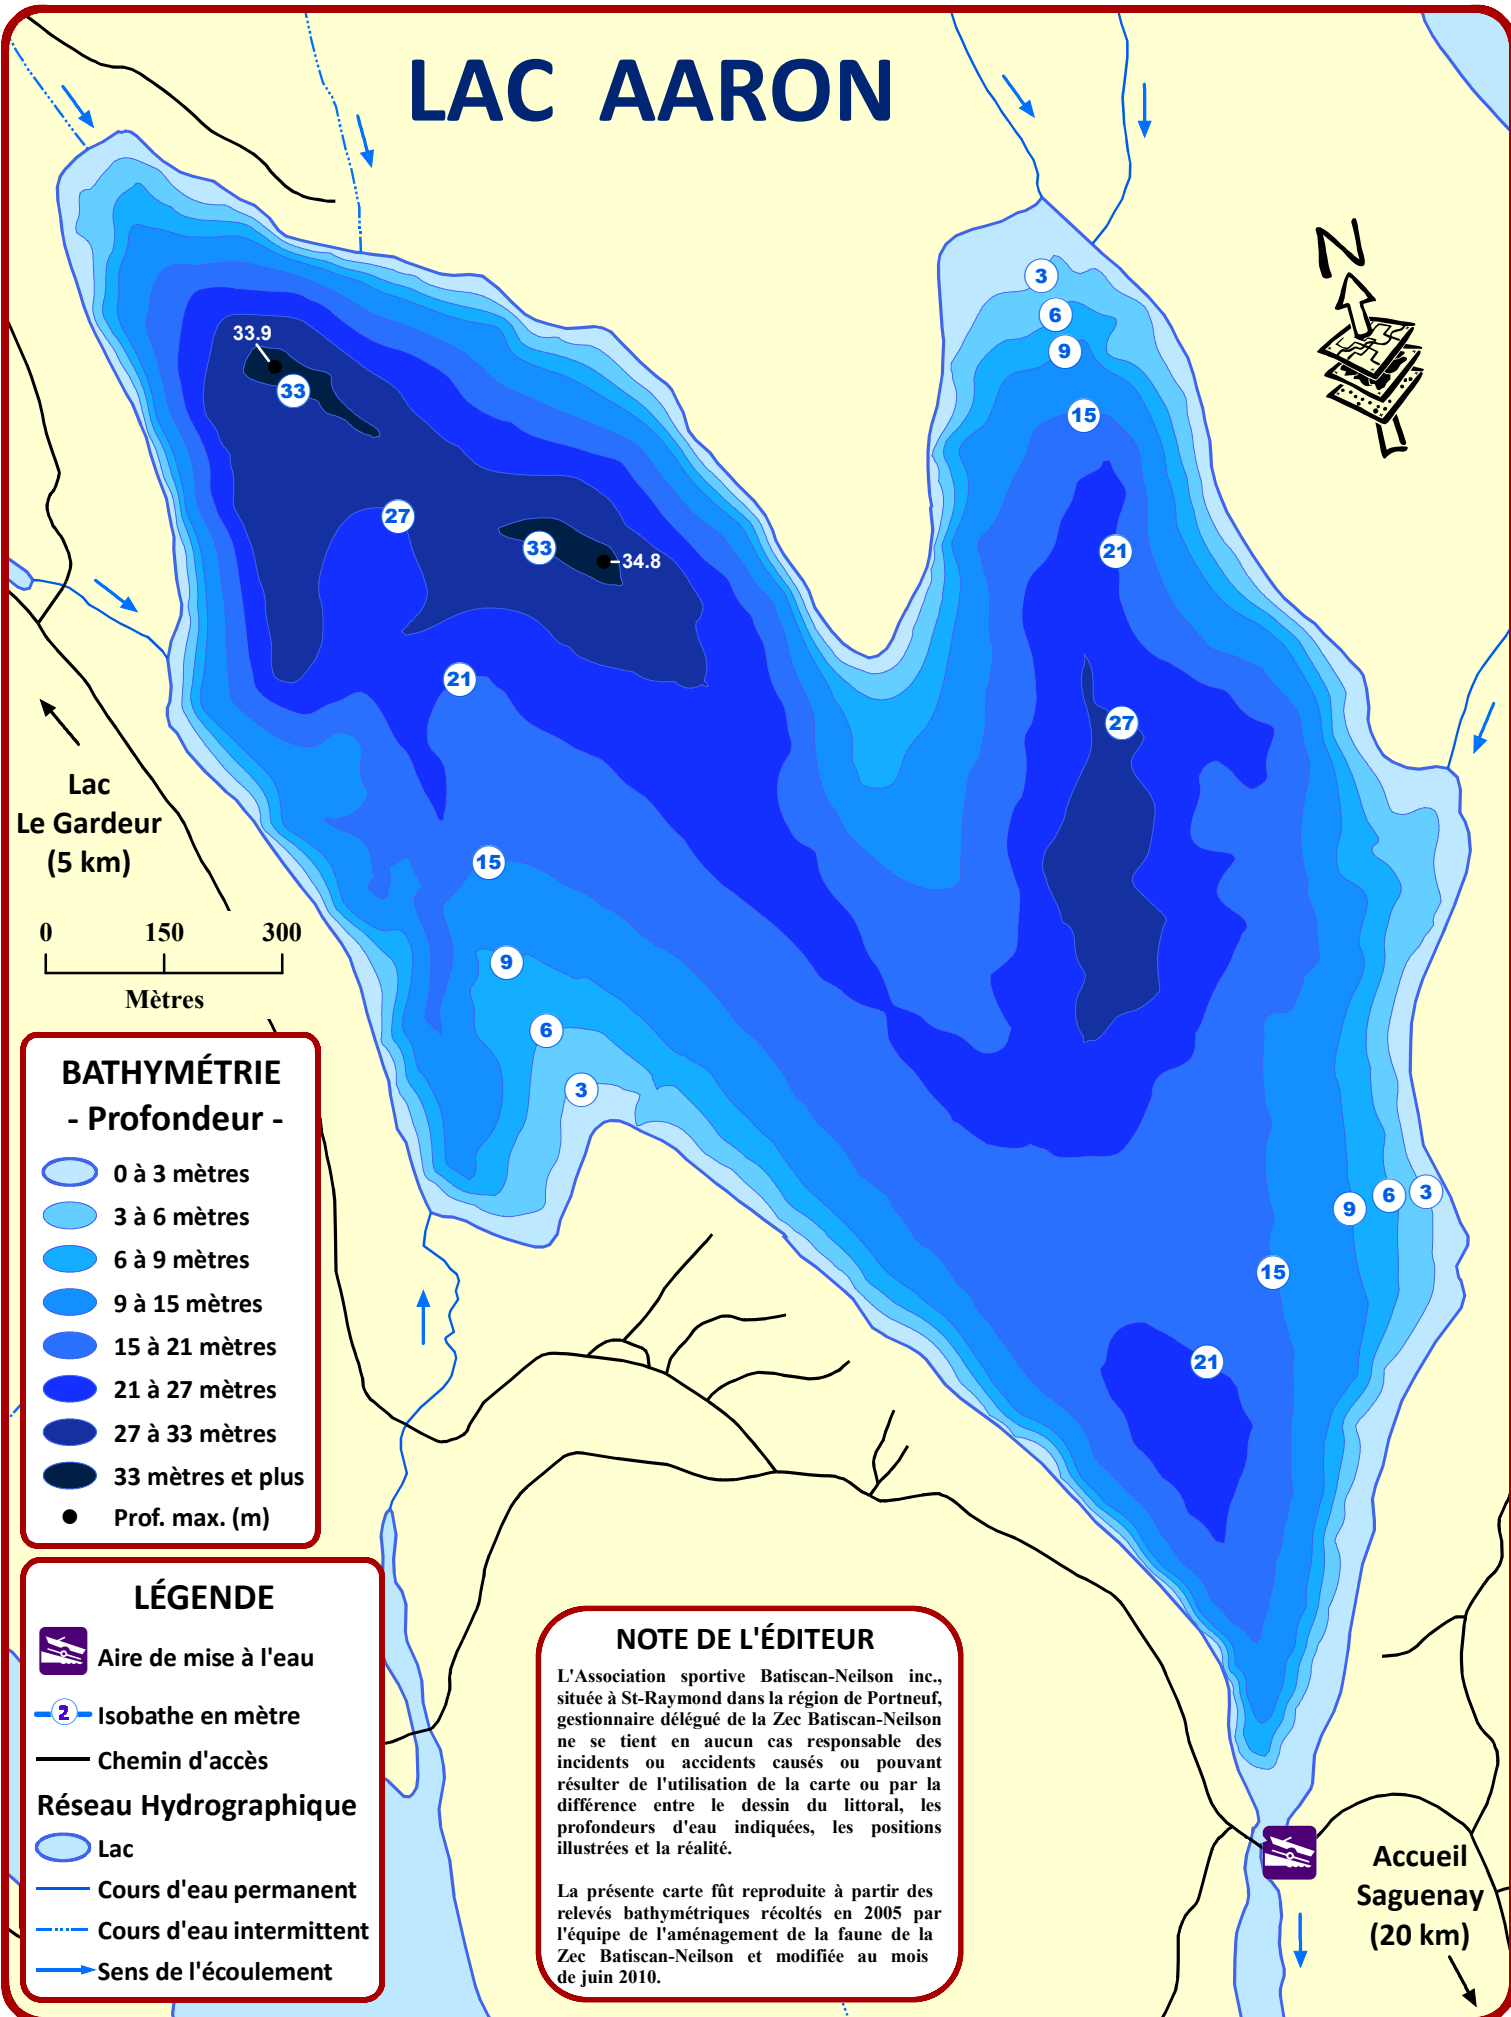 LAC AARON
N
3
6
9
15
33.9
33
27
21
33
34.8
27
21
Lac
Le Gardeur
(5 km)
15
0 150 300
Mètres
9
6
3
9
6
3
15
21
BATHYMÉTRIE
- Profondeur -
0 à 3 mètres
3 à 6 mètres
6 à 9 mètres
9 à 15 mètres
15 à 21 mètres
21 à 27 mètres
27 à 33 mètres
33 mètres et plus
Prof. max. (m)
LÉGENDE
Aire de mise à l'eau
2 Isobathe en mètre
Chemin d'accès
Réseau Hydrographique
Lac
Cours d'eau permanent
Cours d'eau intermittent
Sens de l'écoulement
NOTE DE L'ÉDITEUR
L'Association sportive Batiscan-Neilson inc.,
située à St-Raymond dans la région de Portneuf,
gestionnaire délégué de la Zec Batiscan-Neilson
ne se tient en aucun cas responsable des
incidents ou accidents causés ou pouvant
résulter de l'utilisation de la carte ou par la
différence entre le dessin du littoral, les
profondeurs d'eau indiquées, les positions
illustrées et la réalité.
La présente carte fût reproduite à partir des
relevés bathymétriques récoltés en 2005 par
l'équipe de l'aménagement de la faune de la
Zec Batiscan-Neilson et modifiée au mois
de juin 2010.
Accueil
Saguenay
(20 km)